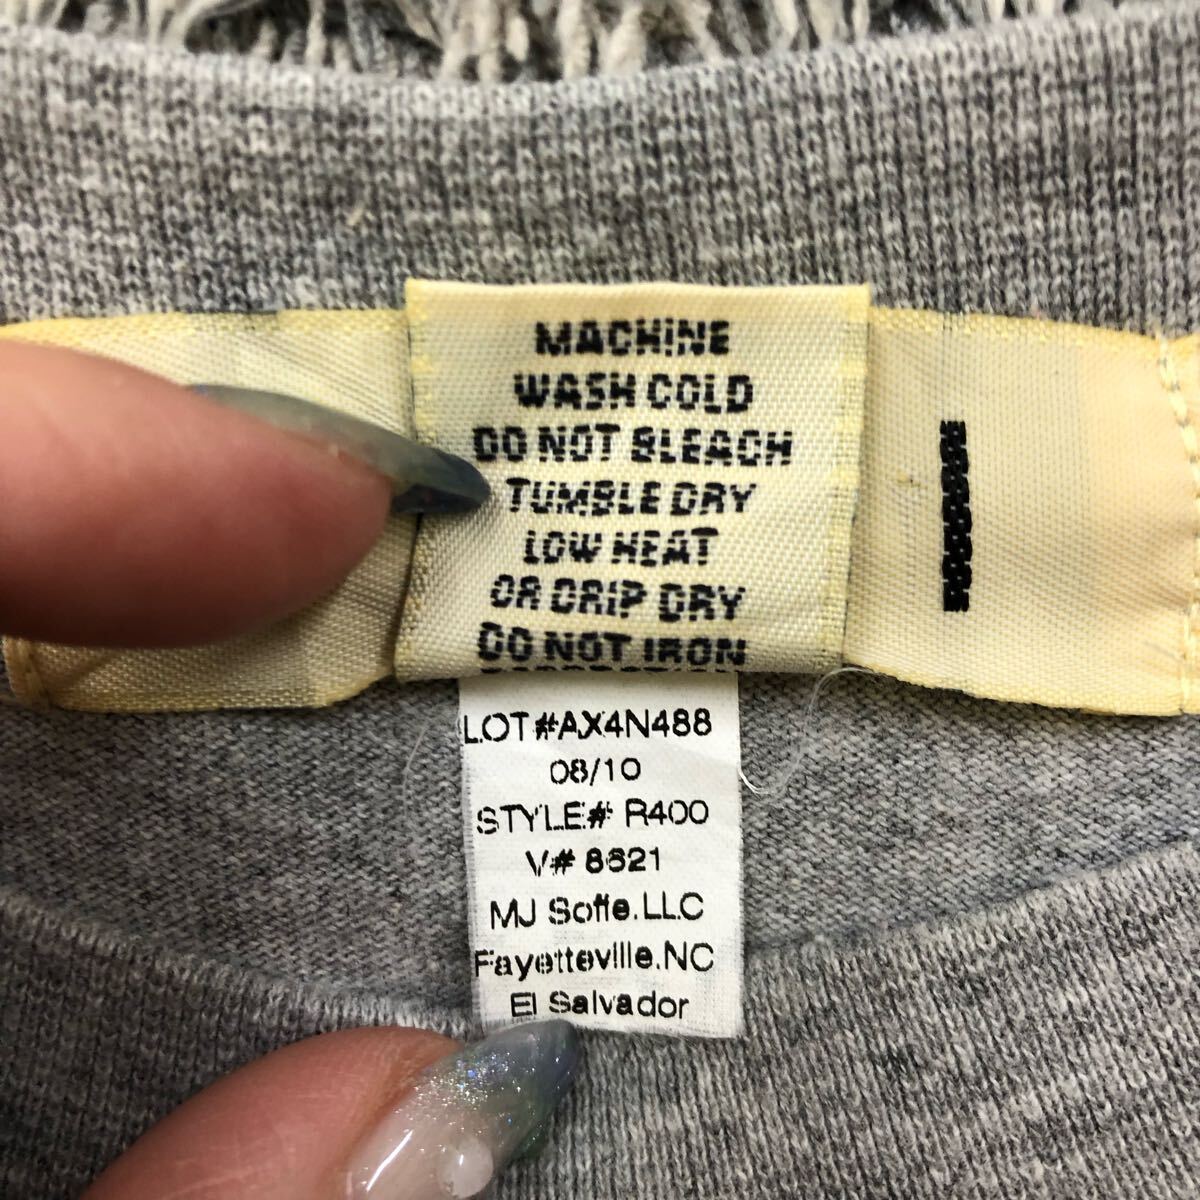 MACHINE
WASH COLD
DO NOT BLEACH
TUMBLE DRY
LOW HEAT
OR DRIP DRY
DO NOT IRON
LOT#AX4N488
08/10
STYLE# R400
V# 8621
MJ Soffe.LLC
Fayetteville.NC
El Salvador